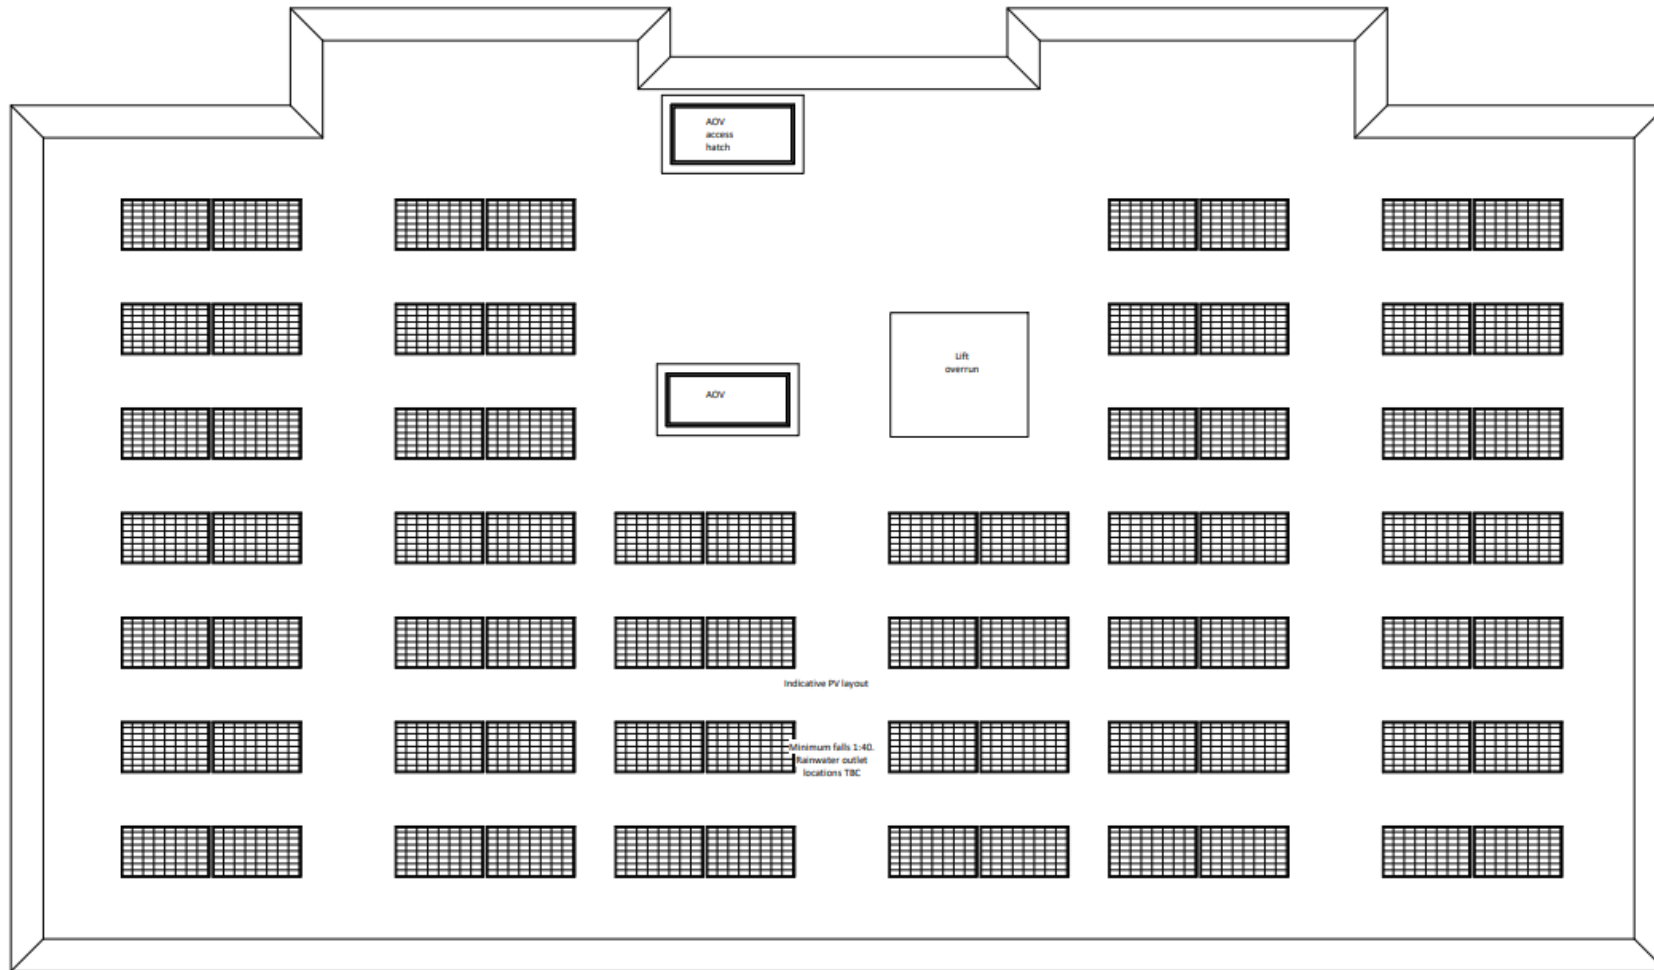 AOV
access
hatch
Lift
overrun
AOV
Indicative PV layout
Minimum falls 1:40.
Rainwater outlet
locations TBC